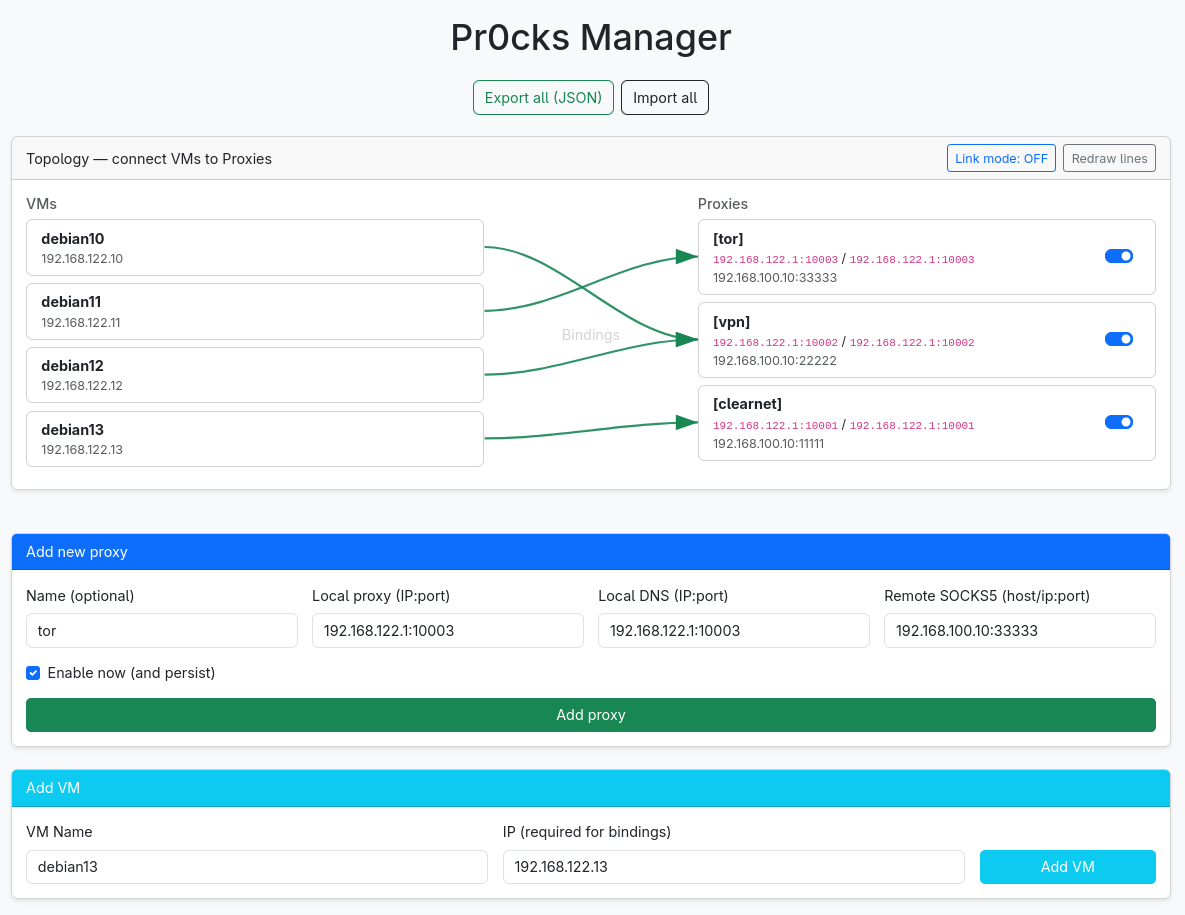 Pr0cks Manager
Export all (JSON) Import all
Topology — connect VMs to Proxies
Link mode: OFF Redraw lines
VMs
debian10
192.168.122.10
debian11
192.168.122.11
debian12
192.168.122.12
debian13
192.168.122.13
Bindings
Proxies
[tor]
192.168.122.1:10003 / 192.168.122.1:10003
192.168.100.10:33333
[vpn]
192.168.122.1:10002 / 192.168.122.1:10002
192.168.100.10:22222
[clearnet]
192.168.122.1:10001 / 192.168.122.1:10001
192.168.100.10:11111
Add new proxy
Name (optional)
tor
Local proxy (IP:port)
192.168.122.1:10003
Local DNS (IP:port)
192.168.122.1:10003
Remote SOCKS5 (host/ip:port)
192.168.100.10:33333
Enable now (and persist)
Add proxy
Add VM
VM Name
debian13
IP (required for bindings)
192.168.122.13
Add VM